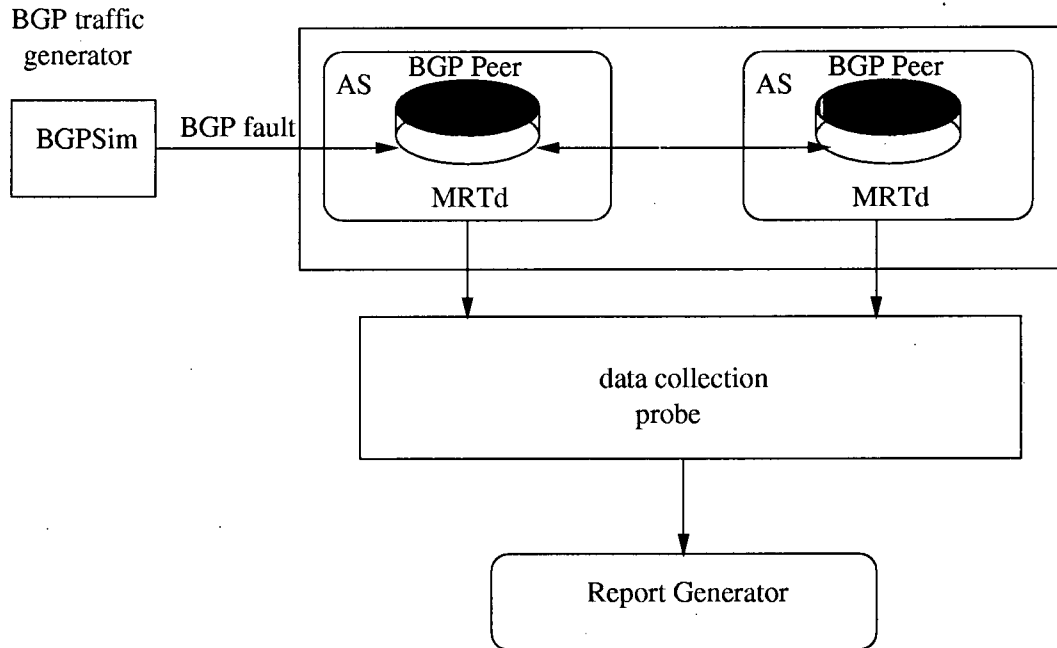 BGP traffic
generator
BGPSim
BGP fault
AS
BGP Peer
MRTd
AS
BGP Peer
MRTd
data collection
probe
Report Generator